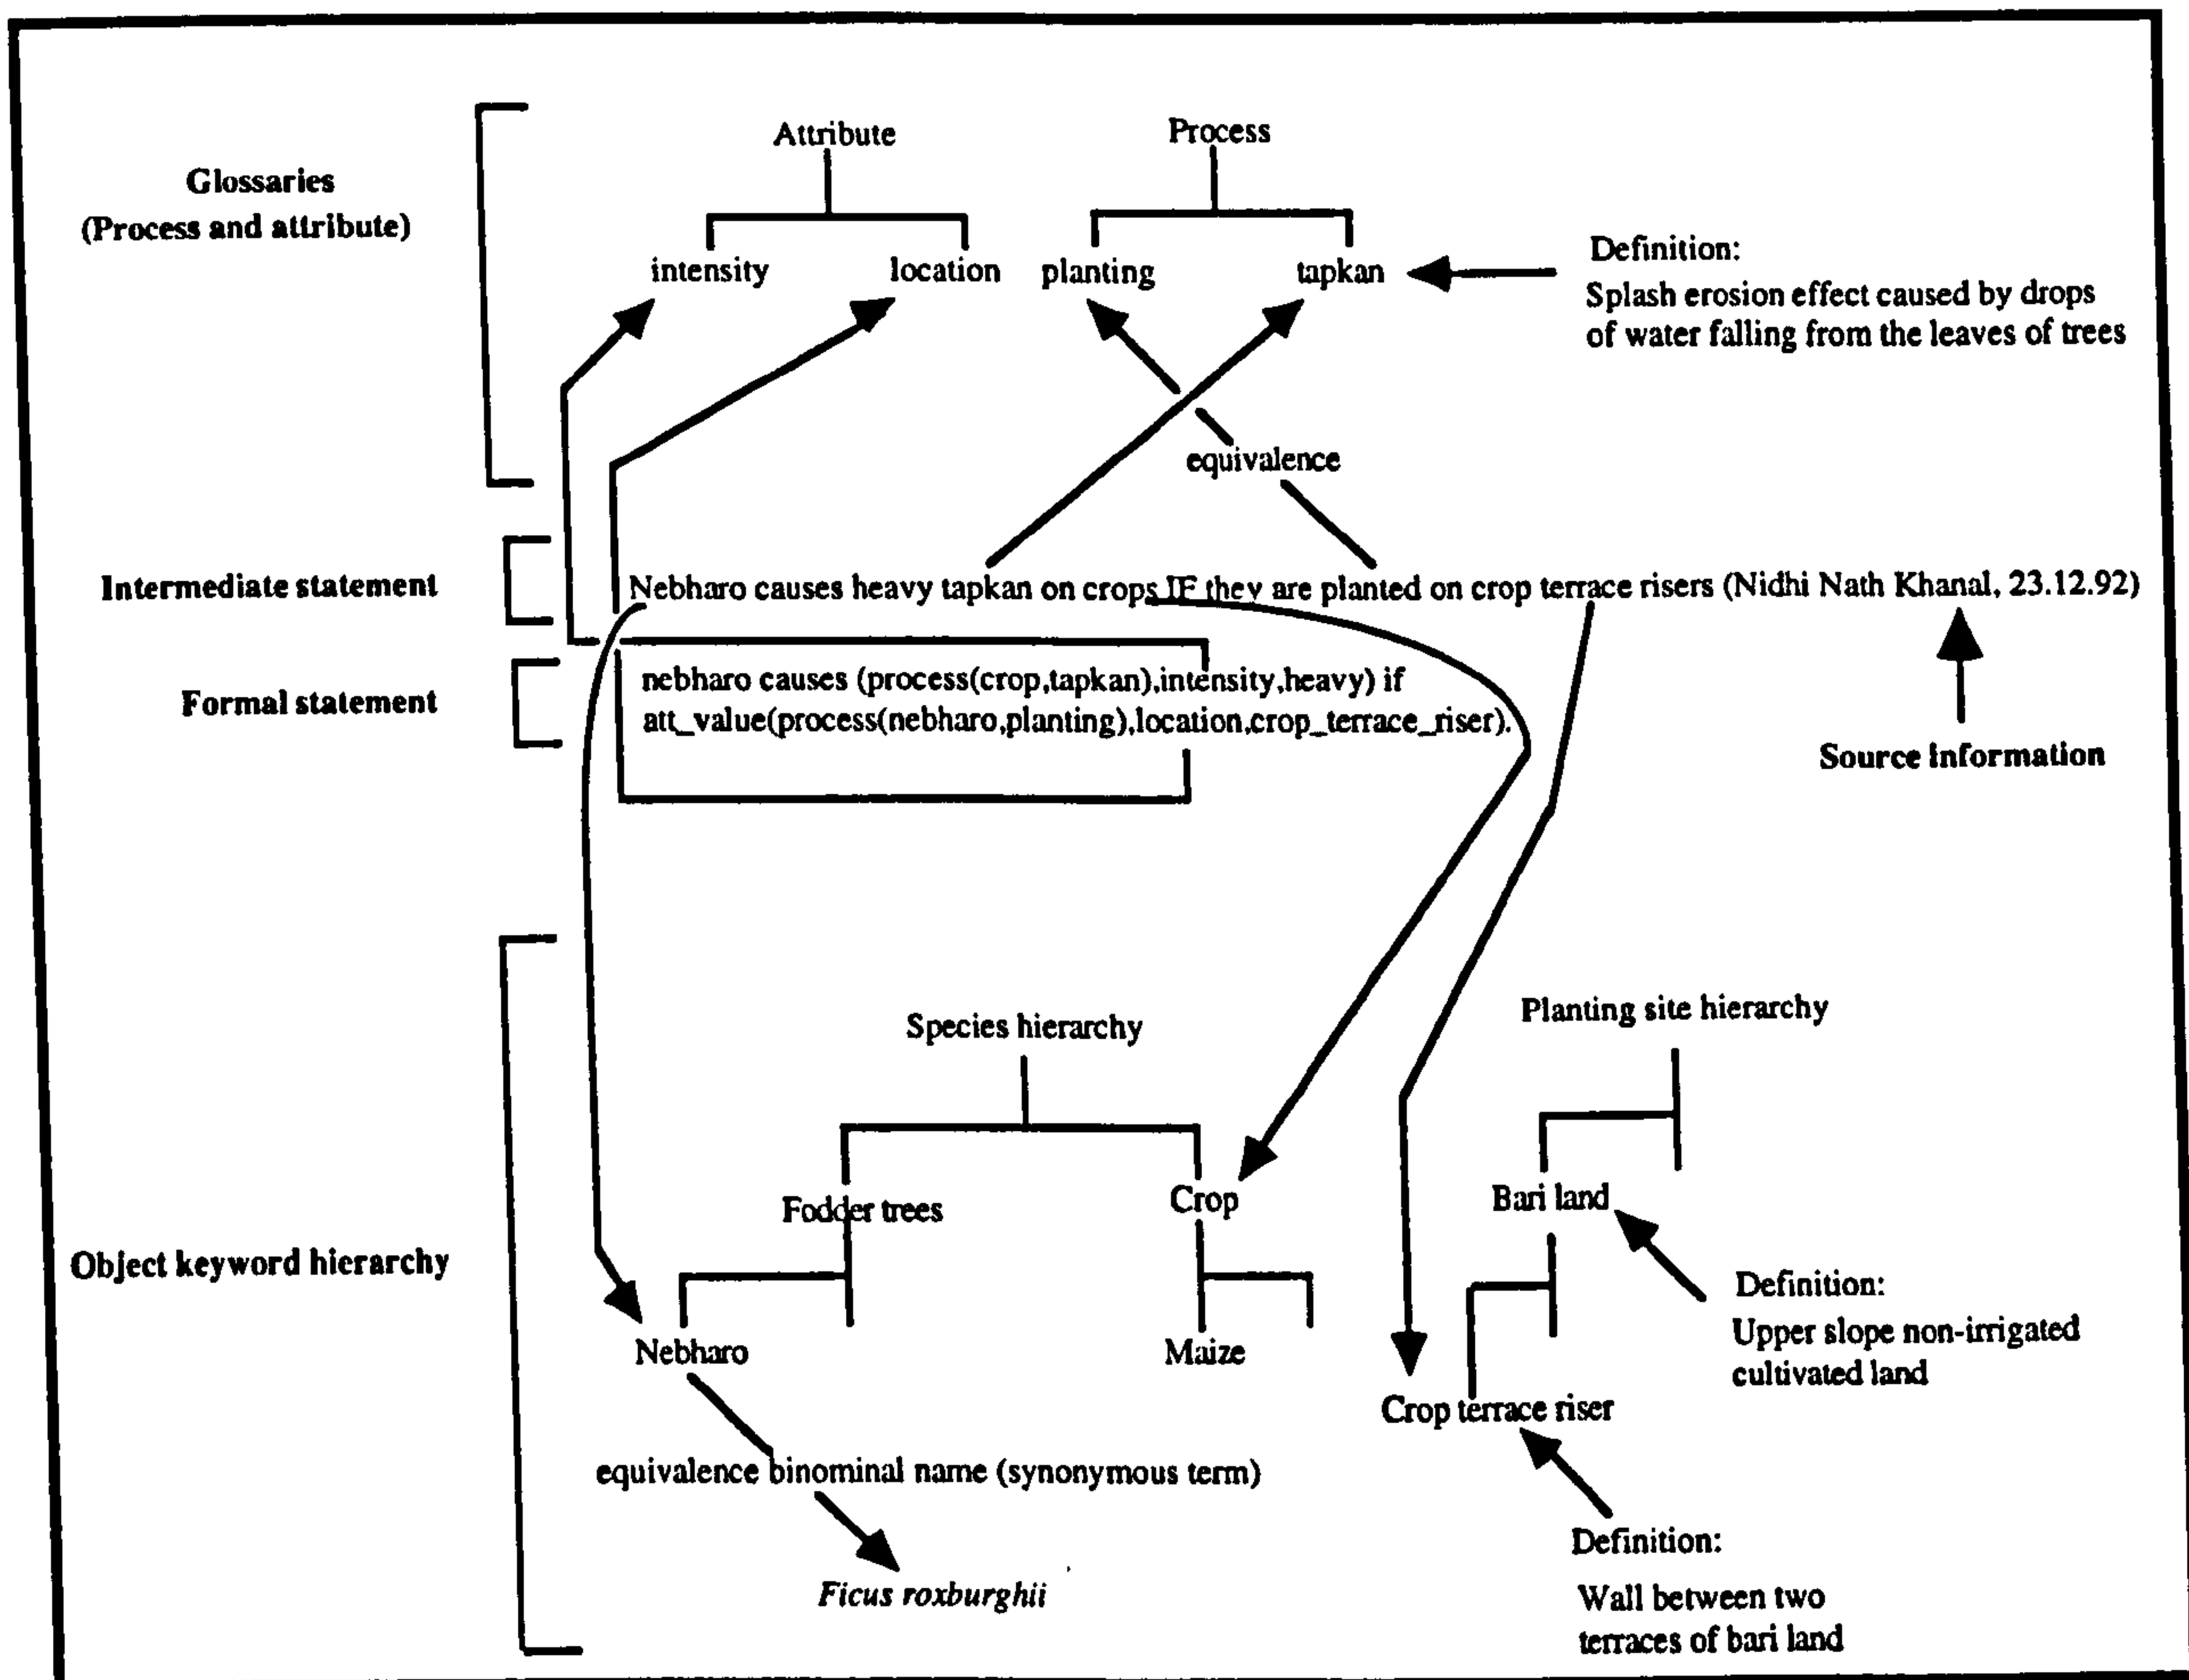 Attribute
Process
Glossaries
(Process and attribute)
intensity
location
planting
tapkan
Definition:
Splash erosion effect caused by drops
of water falling from the leaves of trees
equivalence
Intermediate statement
Nebharo causes heavy tapkan on crops IF they are planted on crop terrace risers (Nidhi Nath Khanal, 23.12.92)
Formal statement
nebharo causes (process(crop,tapkan),intensity,heavy) if
att_value(process(nebharo,planting),location,crop_terrace_riser).
Source Information
Species hierarchy
Planting site hierarchy
Fodder trees
Crop
Bari land
Object keyword hierarchy
Definition:
Upper slope non-irrigated
cultivated land
Nebharo
Maize
Crop terrace riser
equivalence binominal name (synonymous term)
Definition:
Ficus roxburghii
Wall between two
terraces of bari land